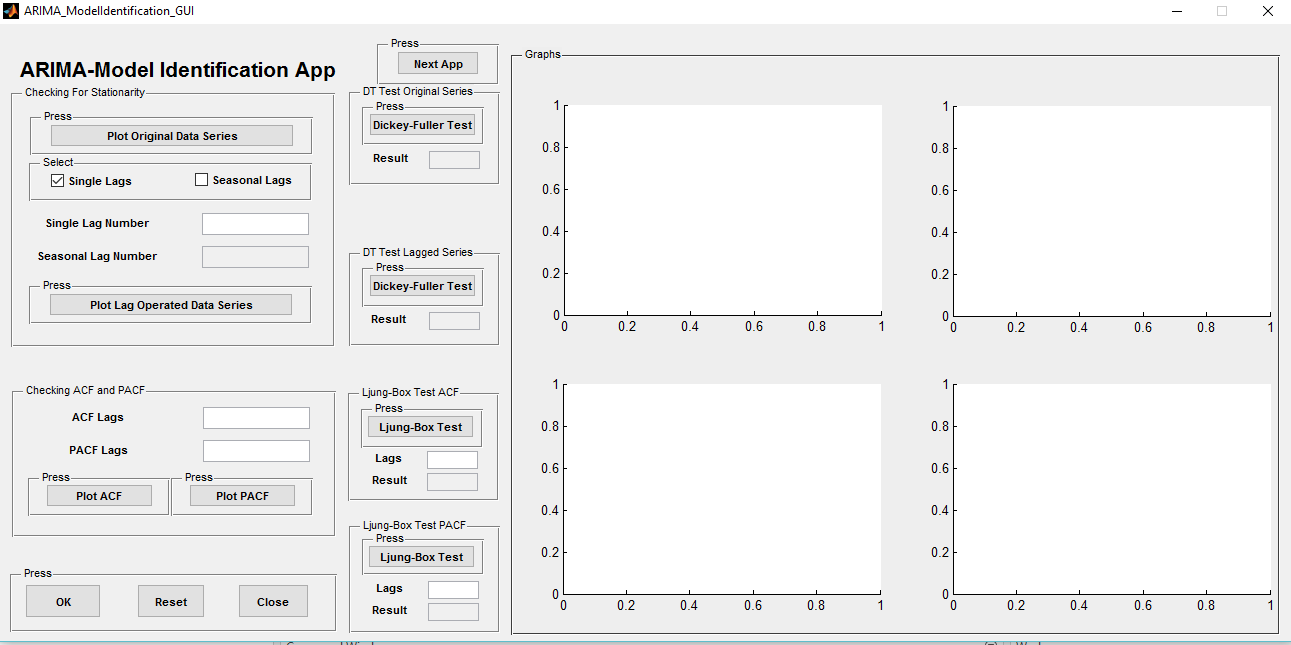 ARIMA_ModelIdentification_GUI
ARIMA-Model Identification App
Checking For Stationarity
Press
Plot Original Data Series
Select
Single Lags
Seasonal Lags
Single Lag Number
Seasonal Lag Number
Press
Plot Lag Operated Data Series
Checking ACF and PACF
ACF Lags
PACF Lags
Press
Plot ACF
Press
Plot PACF
Press
OK
Reset
Close
Press
Next App
DT Test Original Series
Press
Dickey-Fuller Test
Result
DT Test Lagged Series
Press
Dickey-Fuller Test
Result
Ljung-Box Test ACF
Press
Ljung-Box Test
Lags
Result
Ljung-Box Test PACF
Press
Ljung-Box Test
Lags
Result
Graphs
1
0.8
0.6
0.4
0.2
0
0 0.2 0.4 0.6 0.8 1
1
0.8
0.6
0.4
0.2
0
0 0.2 0.4 0.6 0.8 1
1
0.8
0.6
0.4
0.2
0
0 0.2 0.4 0.6 0.8 1
1
0.8
0.6
0.4
0.2
0
0 0.2 0.4 0.6 0.8 1